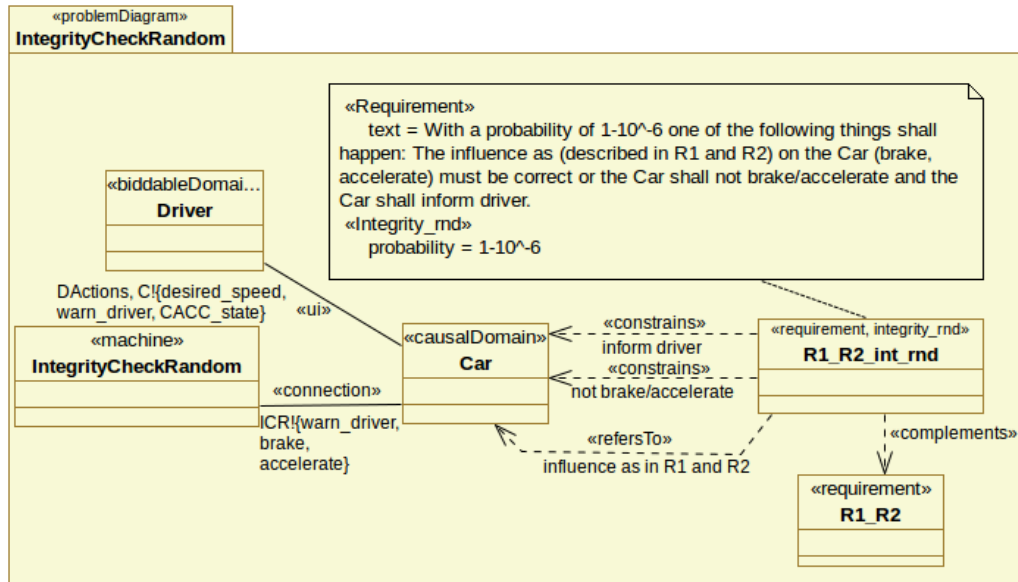 «problemDiagram»
IntegrityCheckRandom
«Requirement»
text = With a probability of 1-10^-6 one of the following things shall
happen: The influence as (described in R1 and R2) on the Car (brake,
accelerate) must be correct or the Car shall not brake/accelerate and the
Car shall inform driver.
«Integrity_rnd»
probability = 1-10^-6
«biddableDomai...
Driver
DActions, C!{desired_speed,
warn_driver, CACC_state}
«ui»
«machine»
IntegrityCheckRandom
«connection»
ICR!{warn_driver,
brake,
accelerate}
«causalDomain»
Car
«constrains»
inform driver
«constrains»
not brake/accelerate
«refersTo»
influence as in R1 and R2
«requirement, integrity_rnd»
R1_R2_int_rnd
«complements»
«requirement»
R1_R2